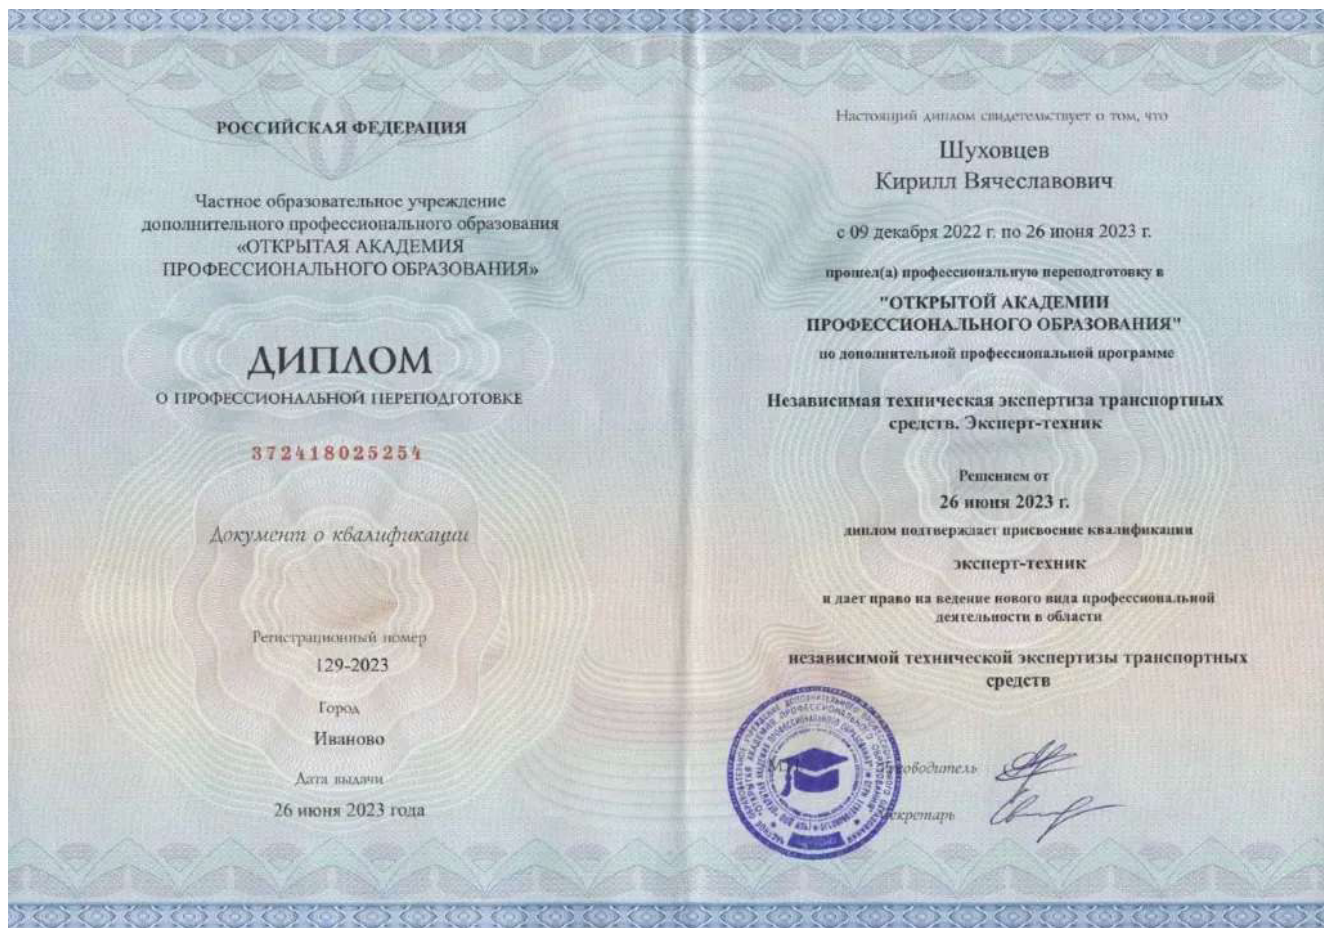 РОССИЙСКАЯ ФЕДЕРАЦИЯ
Частное образовательное учреждение
дополнительного профессионального образования
«ОТКРЫТАЯ АКАДЕМИЯ
ПРОФЕССИОНАЛЬНОГО ОБРАЗОВАНИЯ»
ДИПЛОМ
О ПРОФЕССИОНАЛЬНОЙ ПЕРЕПОДГОТОВКЕ
372418025254
Документ о квалификации
Регистрационный номер
129-2023
Город
Иваново
Дата выдачи
26 июня 2023 года
Настоящий диплом свидетельствует о том, что
Шуховцев
Кирилл Вячеславович
с 09 декабря 2022 г. по 26 июня 2023 г.
прошел(а) профессиональную переподготовку в
"ОТКРЫТОЙ АКАДЕМИИ
ПРОФЕССИОНАЛЬНОГО ОБРАЗОВАНИЯ"
по дополнительной профессиональной программе
Независимая техническая экспертиза транспортных
средств. Эксперт-техник
Решением от
26 июня 2023 г.
диплом подтверждает присвоение квалификации
эксперт-техник
и дает право на ведение нового вида профессиональной
деятельности в области
независимой технической экспертизы транспортных
средств
Руководитель
Секретарь